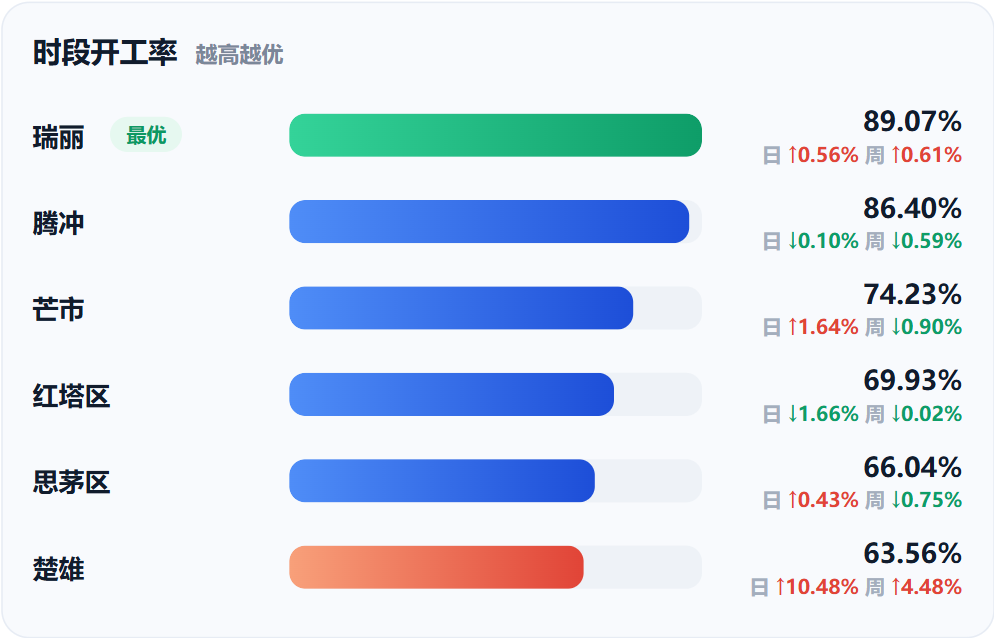 时段开工率 越高越优
瑞丽 最优 89.07%
日 ↑0.56% 周 ↑0.61%
腾冲 86.40%
日 ↓0.10% 周 ↓0.59%
芒市 74.23%
日 ↑1.64% 周 ↓0.90%
红塔区 69.93%
日 ↓1.66% 周 ↓0.02%
思茅区 66.04%
日 ↑0.43% 周 ↓0.75%
楚雄 63.56%
日 ↑10.48% 周 ↑4.48%